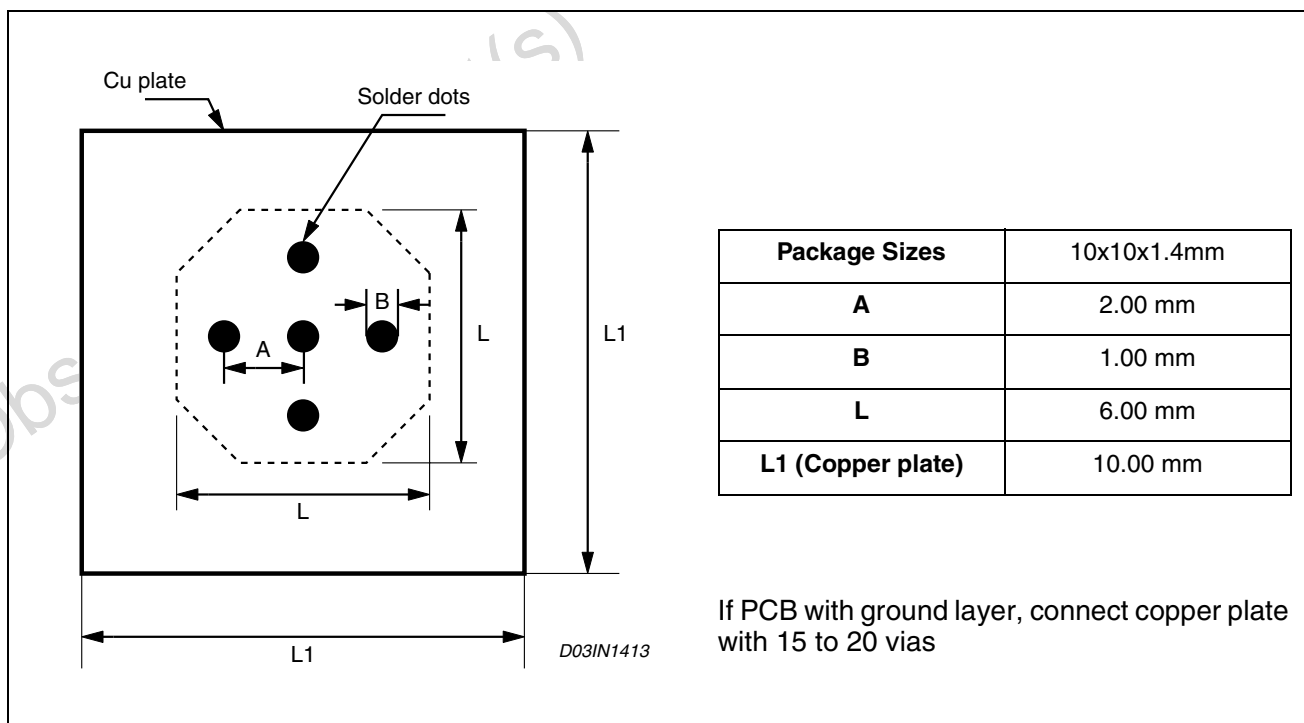 Cu plate
Solder dots
B
A
L
L1
L
L1
D03IN1413
Package Sizes 10x10x1.4mm
A 2.00 mm
B 1.00 mm
L 6.00 mm
L1 (Copper plate) 10.00 mm
If PCB with ground layer, connect copper plate
with 15 to 20 vias